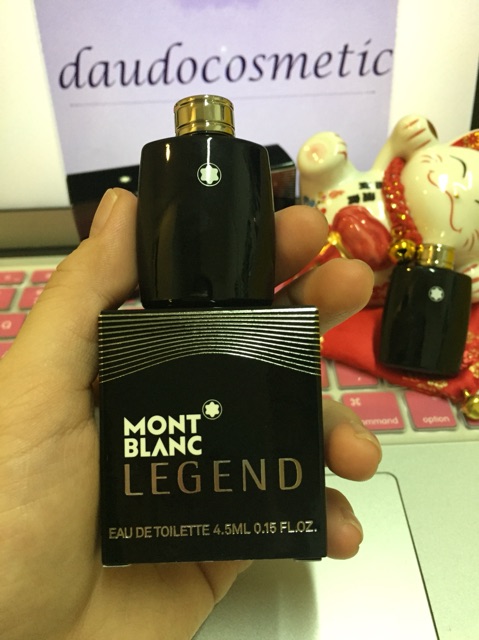 daudocosmetic
MONT
BLANC
LEGEND
EAU DE TOILETTE 4.5ML 0.15 FL.OZ.
command
option